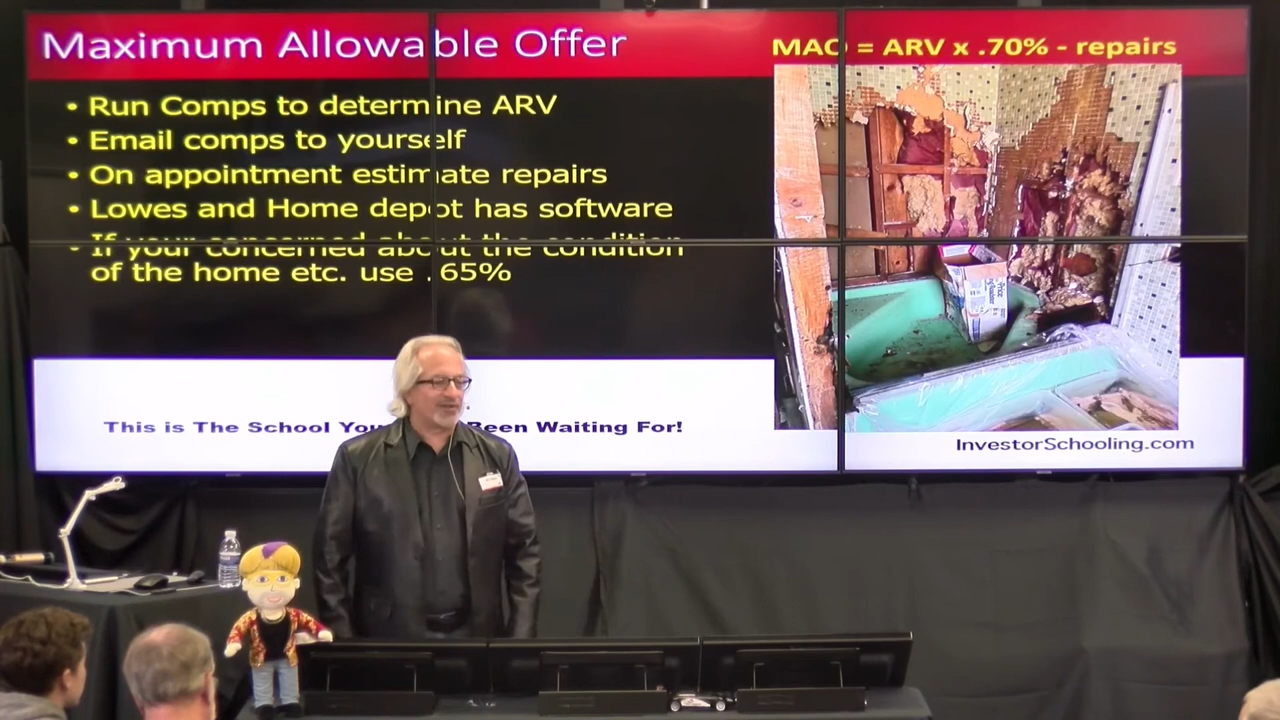 Maximum Allowable Offer
MAO = ARV x .70% - repairs
• Run Comps to determine ARV
• Email comps to yourself
• On appointment estimate repairs
• Lowes and Home depot has software
• If your concerned about the condition
of the home etc. use .65%
This is The School You Been Waiting For!
InvestorSchooling.com